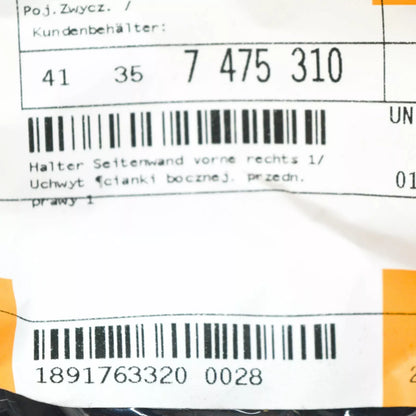 Poj.Zwycz. /
Kundenbehälter:
41 35 7 475 310
UN
Halter Seitenwand vorne rechts 1/
Uchwyt ¶cianki bocznej. przedn.
01
prawy 1
1891763320 0028
2